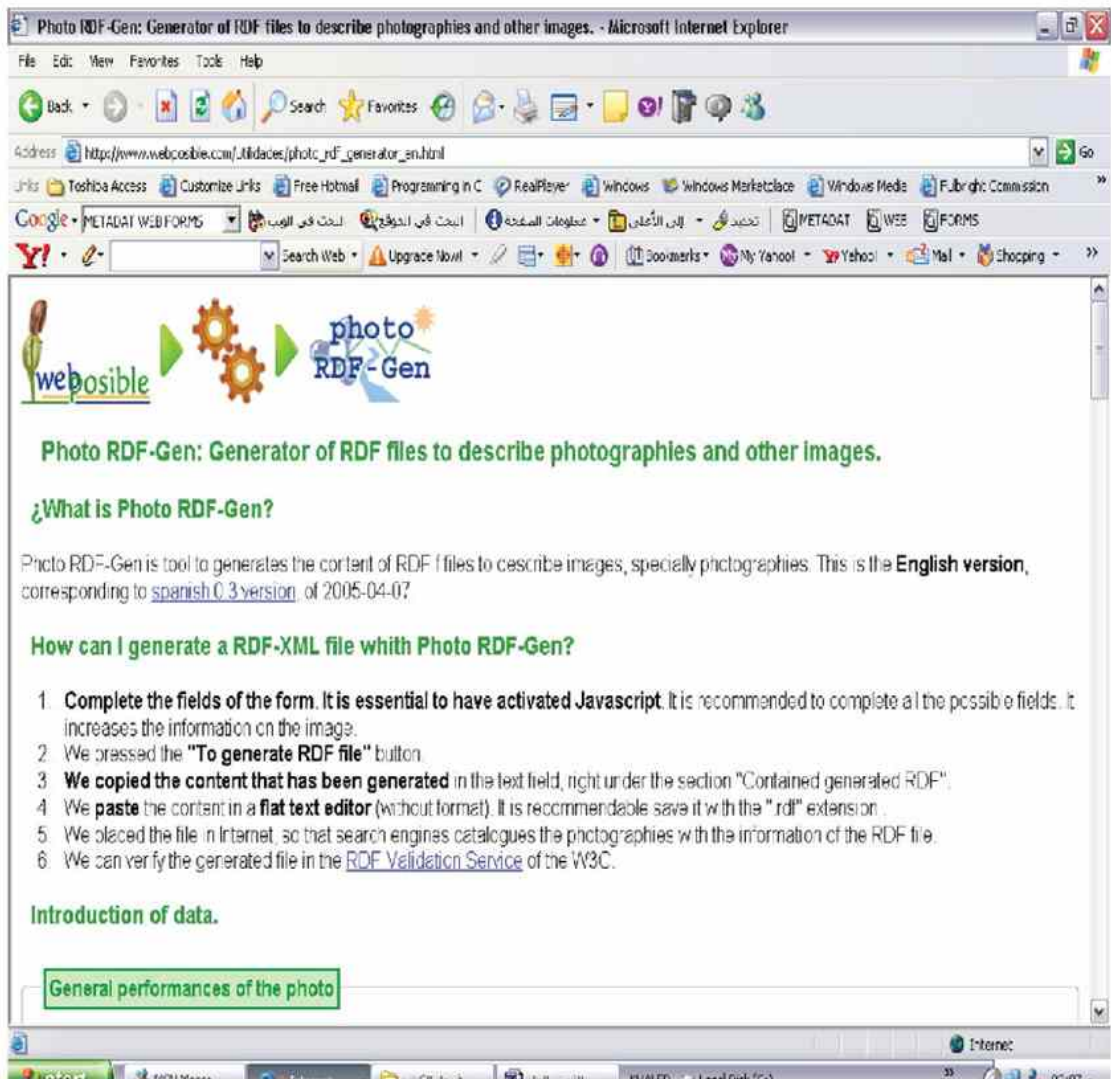 Photo RDF-Gen: Generator of RDF files to describe photographies and other images. - Microsoft Internet Explorer
File Edit View Favorites Tools Help
Back Search Favorites
Address http://www.webposible.com/utilidades/photo_rdf_generator_en.html Go
Links Toshiba Access Customize Links Free Hotmail Programming in C RealPlayer Windows Windows Marketplace Windows Media Fulbright Commission »
Google METADAT WEB FORMS البحث في الوب البحث في الموقع معلومات الصفحة إلى الأعلى تحديد METADAT WEB FORMS
Y! Search Web Upgrade Now! Bookmarks My Yahoo! Yahoo! Mail Shopping »
webposible photo RDF-Gen
Photo RDF-Gen: Generator of RDF files to describe photographies and other images.
¿What is Photo RDF-Gen?
Photo RDF-Gen is tool to generates the content of RDF f files to describe images, specially photographies. This is the English version,
corresponding to spanish 0.3 version, of 2005-04-07
How can I generate a RDF-XML file whith Photo RDF-Gen?
1. Complete the fields of the form. It is essential to have activated Javascript. It is recommended to complete all the possible fields. It
increases the information on the image.
2. We pressed the "To generate RDF file" button.
3. We copied the content that has been generated in the text field, right under the section "Contained generated RDF".
4. We paste the content in a flat text editor (without format). It is recommendable save it with the ".rdf" extension .
5. We placed the file in Internet, so that search engines catalogues the photographies with the information of the RDF file.
6. We can verify the generated file in the RDF Validation Service of the W3C.
Introduction of data.
General performances of the photo
Internet